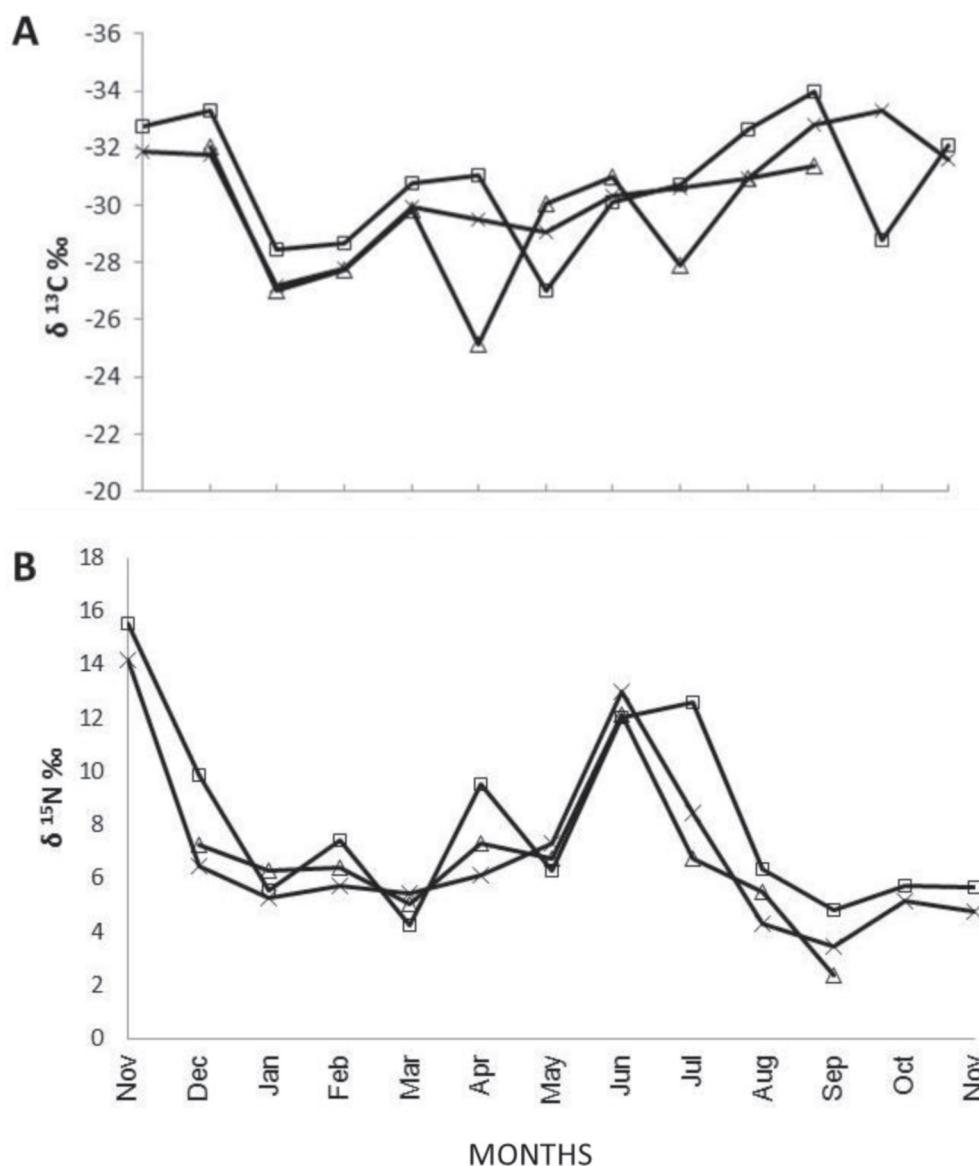 A
-36
-34
-32
-30
-28
-26
-24
-22
-20
δ ¹³C ‰
B
18
16
14
12
10
8
6
4
2
0
δ ¹⁵N ‰
Nov
Dec
Jan
Feb
Mar
Apr
May
Jun
Jul
Aug
Sep
Oct
Nov
MONTHS